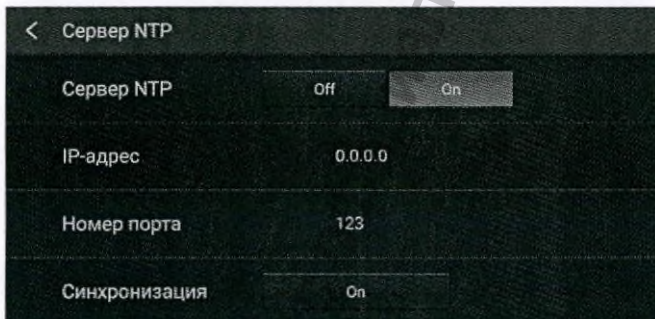 < Сервер NTP
Сервер NTP Off On
IP-адрес 0.0.0.0
Номер порта 123
Синхронизация On